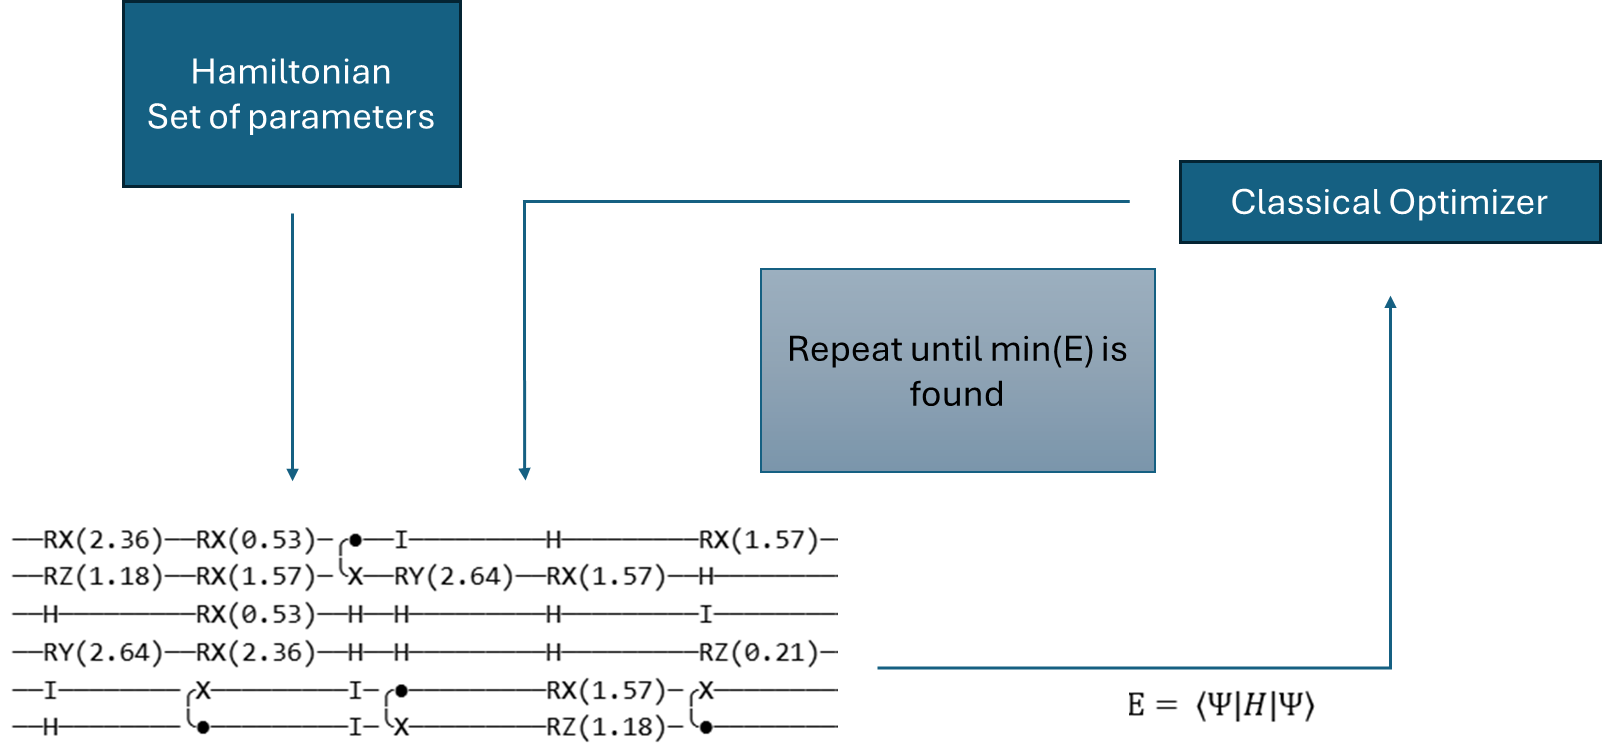 Hamiltonian
Set of parameters
Classical Optimizer
Repeat until min(E) is
found
RX(2.36) RX(0.53) I H RX(1.57)
RZ(1.18) RX(1.57) X RY(2.64) RX(1.57) H
H RX(0.53) H H H I
RY(2.64) RX(2.36) H H H RZ(0.21)
I X I RX(1.57) X
H I X RZ(1.18)
E = ⟨Ψ|H|Ψ⟩